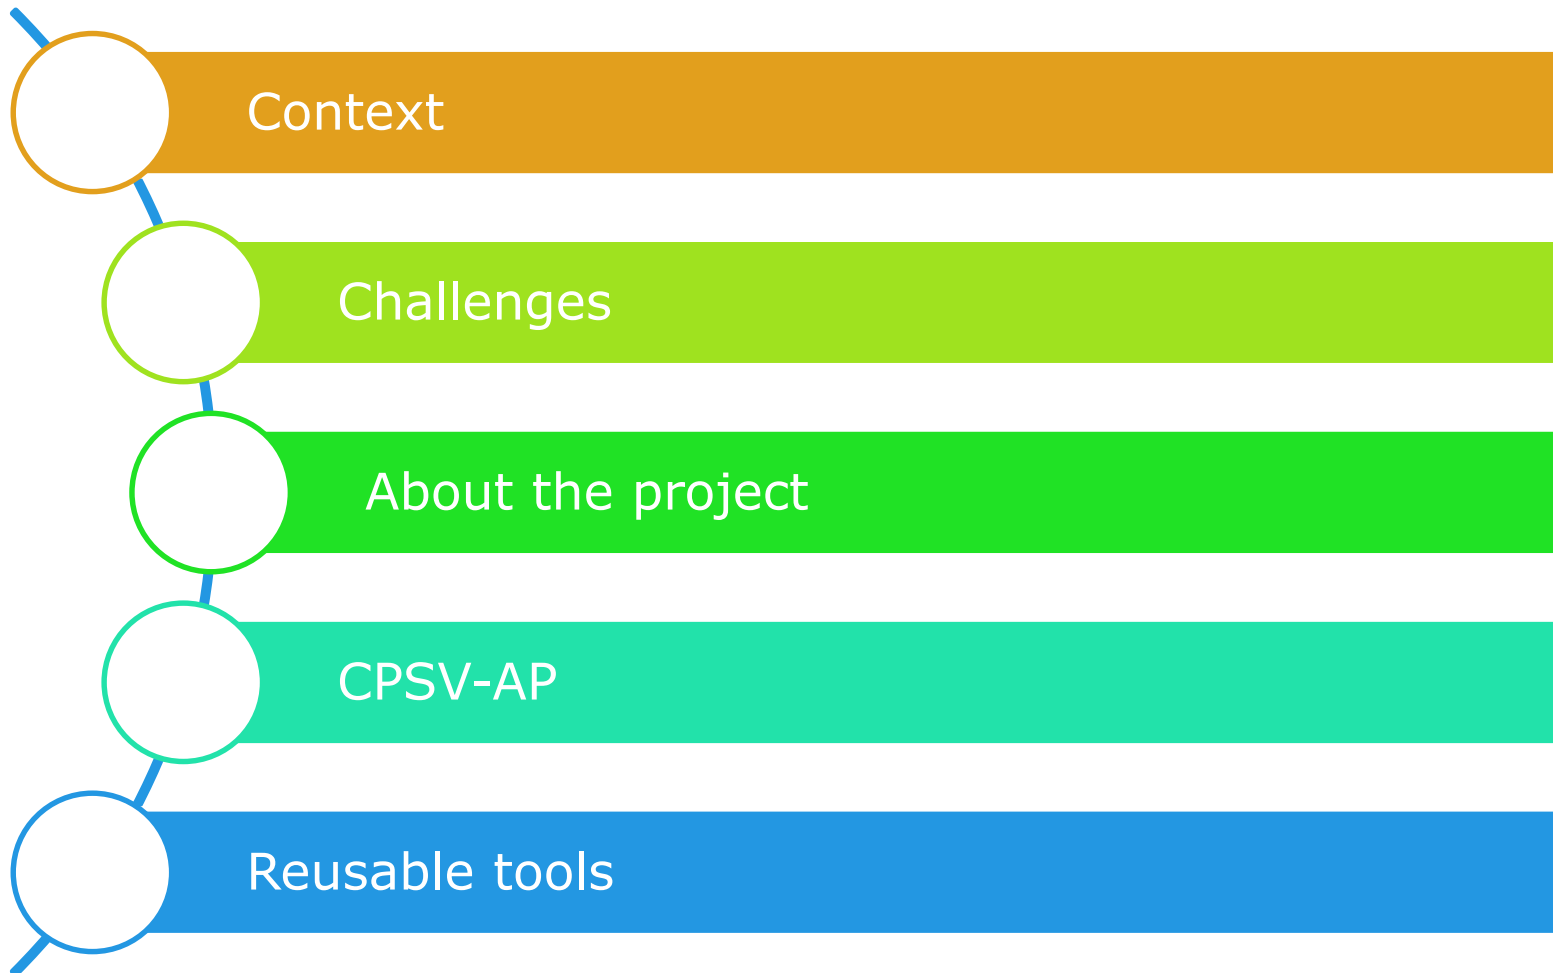 Context
Challenges
About the project
CPSV-AP
Reusable tools